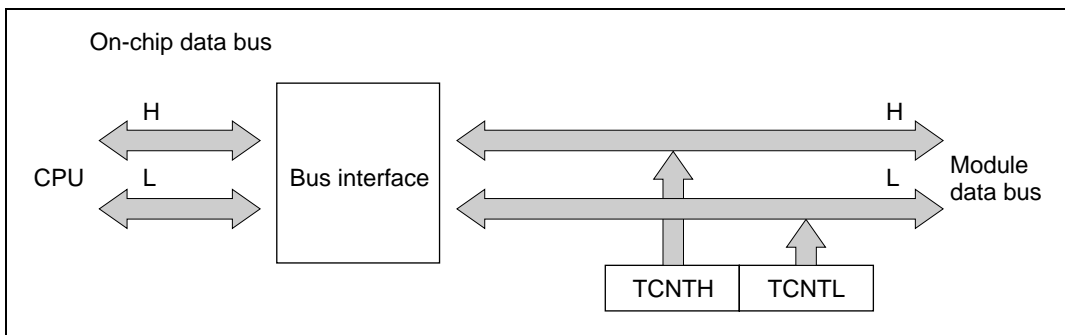 On-chip data bus
H
H
CPU
L
Bus interface
L
Module
data bus
TCNTH
TCNTL